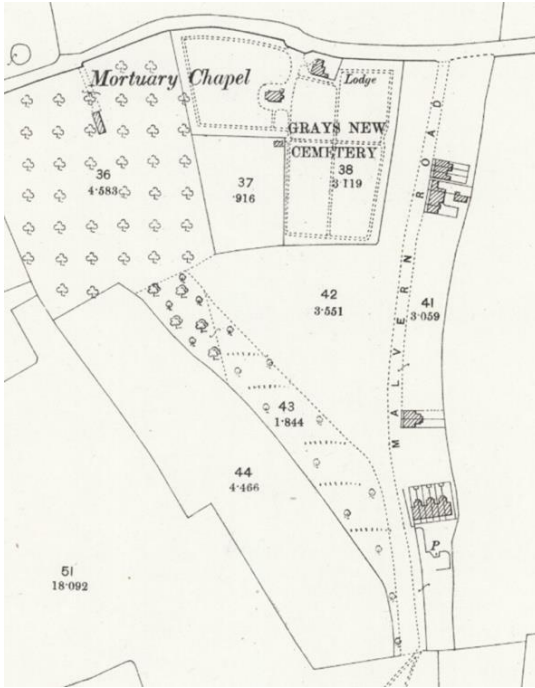 Mortuary Chapel
Lodge
GRAYS NEW
CEMETERY
36
4·583
37
·916
38
3·119
MALVERN ROAD
42
3·551
41
3·059
43
1·844
44
4·466
P
51
18·092